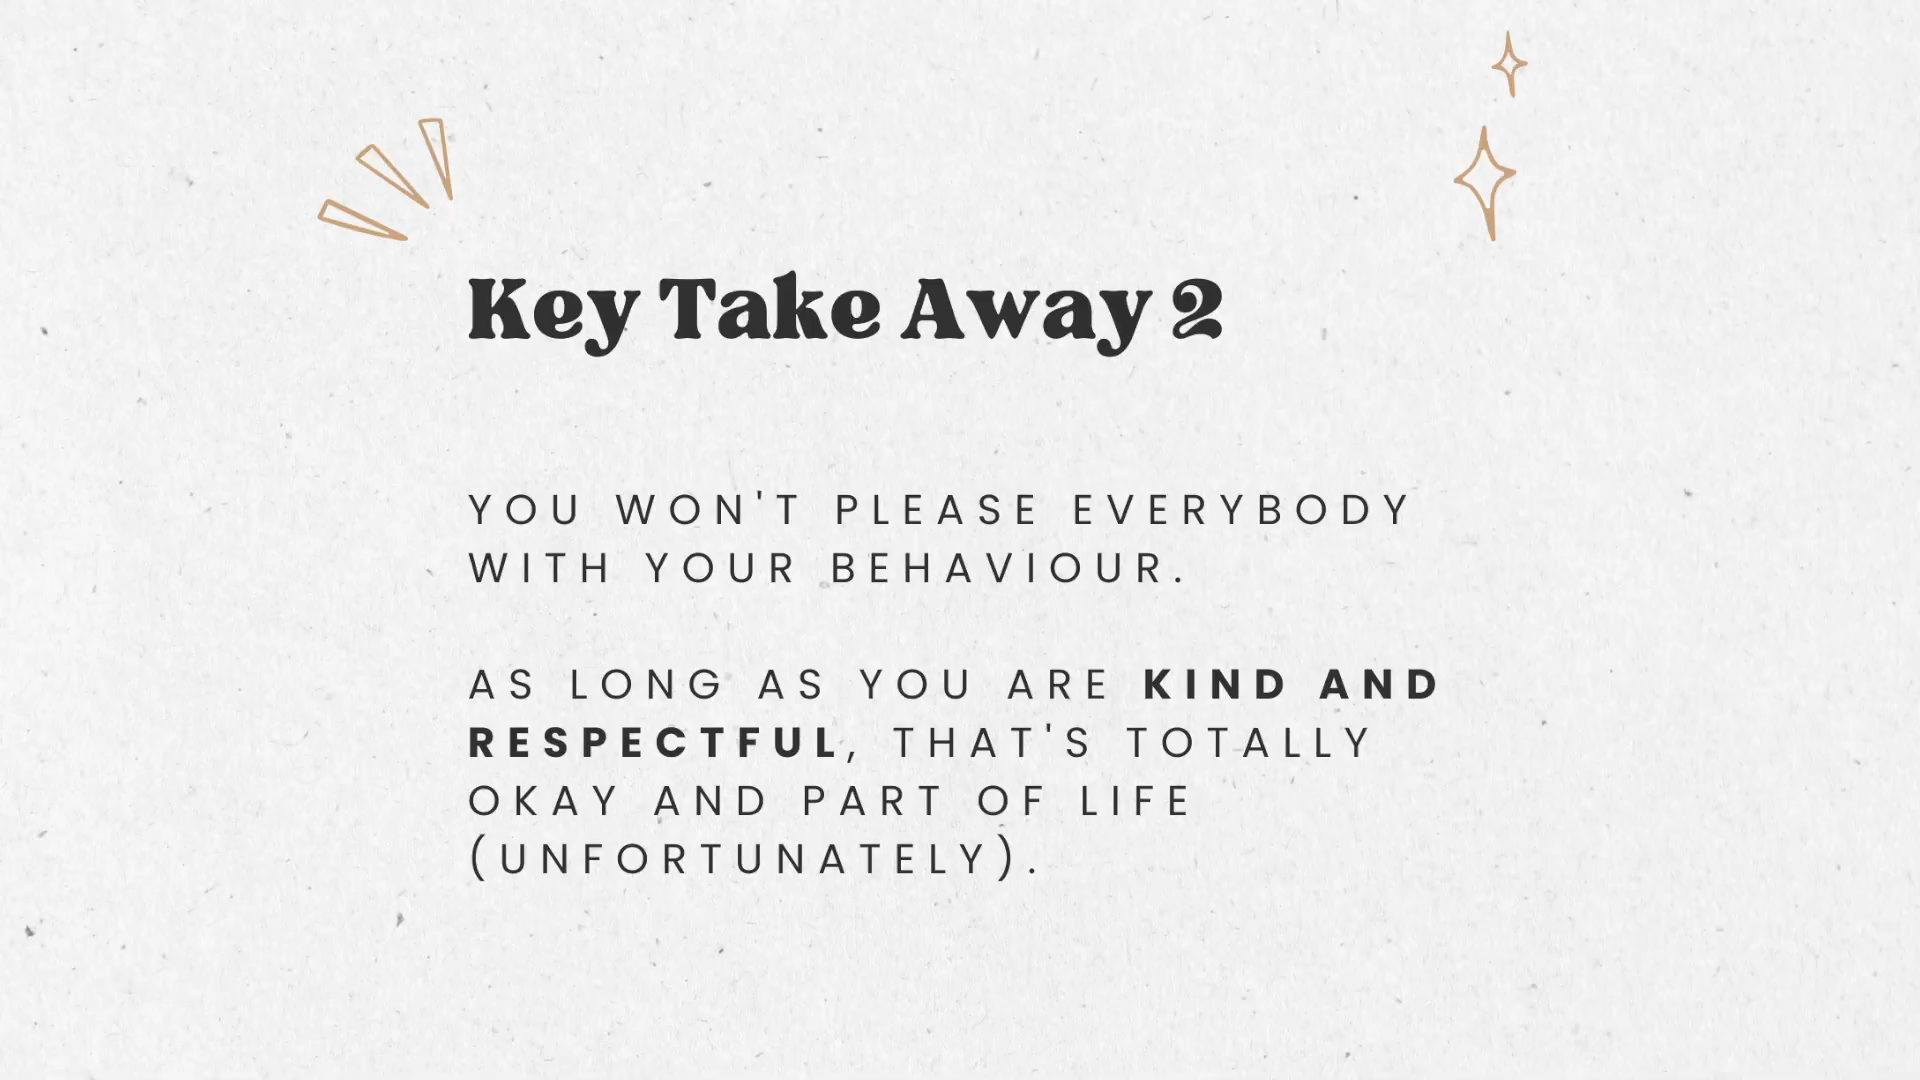 Key Take Away 2
YOU WON'T PLEASE EVERYBODY
WITH YOUR BEHAVIOUR.
AS LONG AS YOU ARE KIND AND
RESPECTFUL, THAT'S TOTALLY
OKAY AND PART OF LIFE
(UNFORTUNATELY).